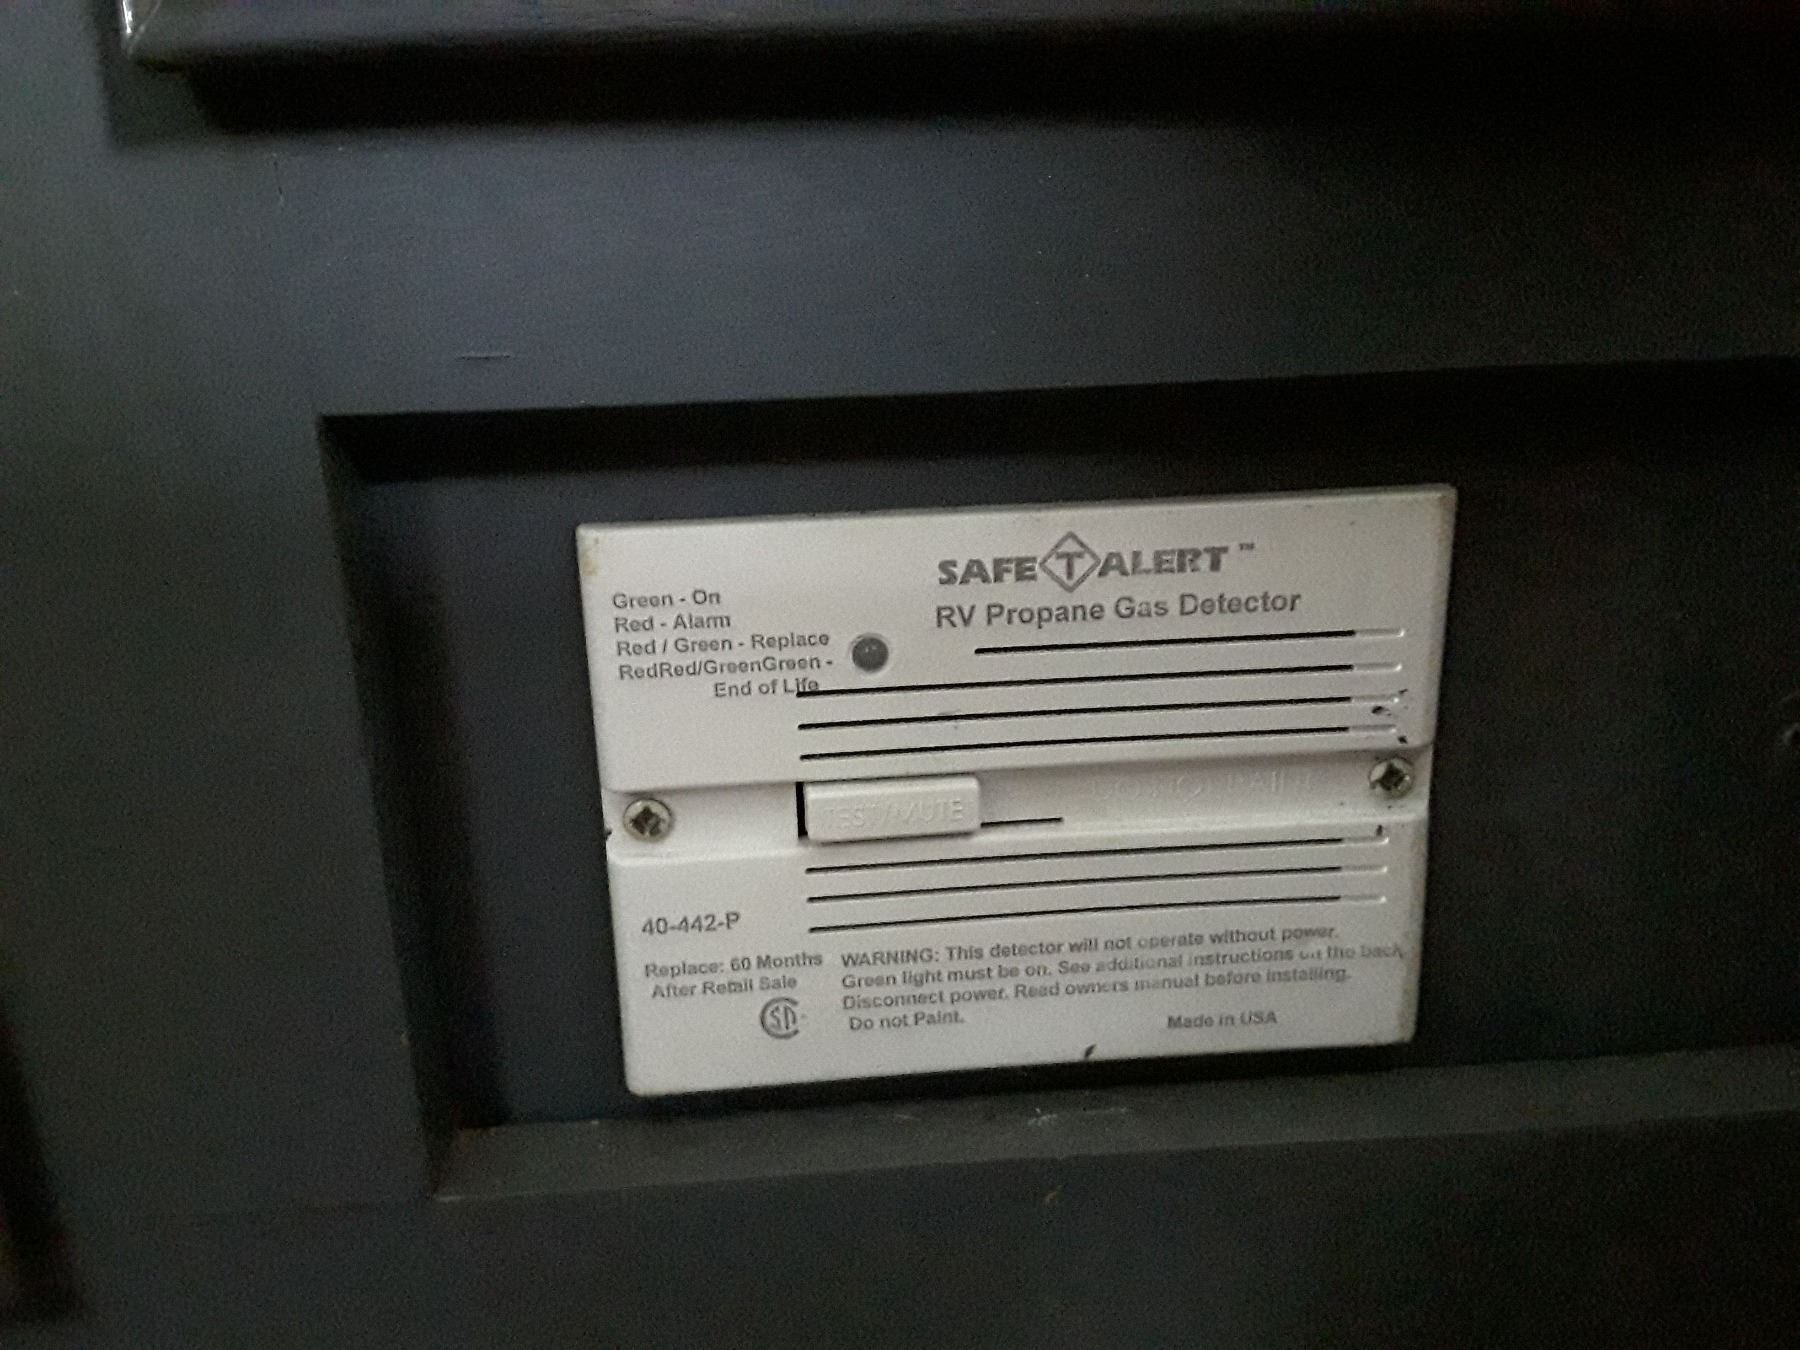 SAFE T ALERT™
RV Propane Gas Detector
Green - On
Red - Alarm
Red / Green - Replace
RedRed/GreenGreen -
End of Life
TEST/MUTE
DO NOT PAINT
40-442-P
Replace: 60 Months
After Retail Sale
WARNING: This detector will not operate without power.
Green light must be on. See additional instructions on the back.
Disconnect power. Read owners manual before installing.
Do not Paint.
Made in USA